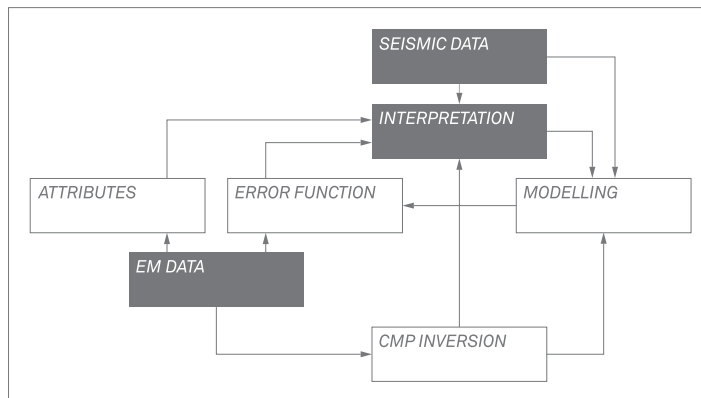 SEISMIC DATA
INTERPRETATION
ATTRIBUTES
ERROR FUNCTION
MODELLING
EM DATA
CMP INVERSION